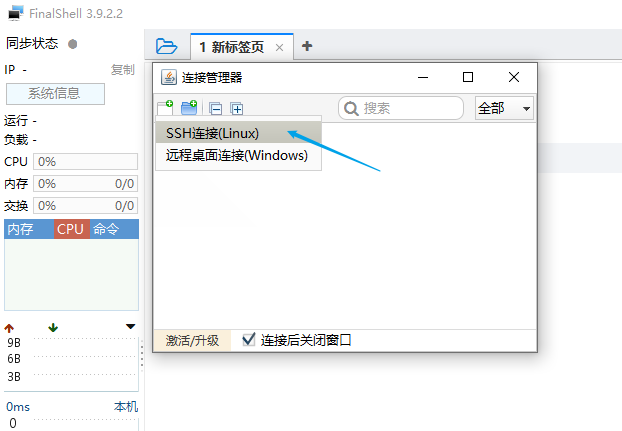 FinalShell 3.9.2.2
同步状态
1 新标签页
IP -
复制
系统信息
运行 -
负载 -
CPU 0%
内存 0% 0/0
交换 0% 0/0
内存 CPU 命令
9B
6B
3B
0ms 本机
0
连接管理器
搜索
全部
SSH连接(Linux)
远程桌面连接(Windows)
激活/升级
连接后关闭窗口